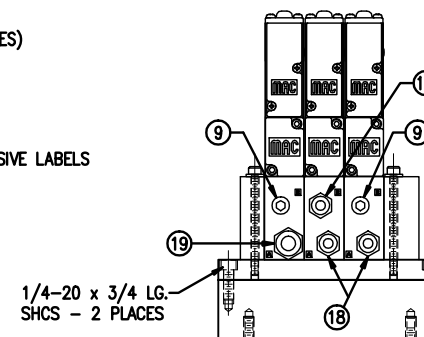 ES)
MAC MAC MAC
MAC MAC MAC
9
9
SIVE LABELS
19
1/4-20 x 3/4 LG.
SHCS - 2 PLACES
18